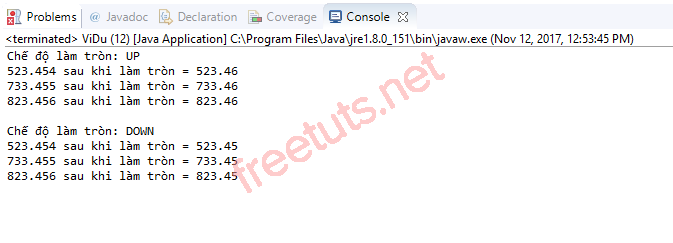 Problems @ Javadoc Declaration Coverage Console
<terminated> ViDu (12) [Java Application] C:\Program Files\Java\jre1.8.0_151\bin\javaw.exe (Nov 12, 2017, 12:53:45 PM)
Chế độ làm tròn: UP
523.454 sau khi làm tròn = 523.46
733.455 sau khi làm tròn = 733.46
823.456 sau khi làm tròn = 823.46
Chế độ làm tròn: DOWN
523.454 sau khi làm tròn = 523.45
733.455 sau khi làm tròn = 733.45
823.456 sau khi làm tròn = 823.45
freetuts.net